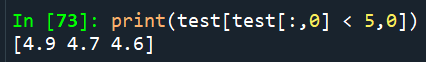 In [73]: print(test[test[:,0] < 5,0])
[4.9 4.7 4.6]